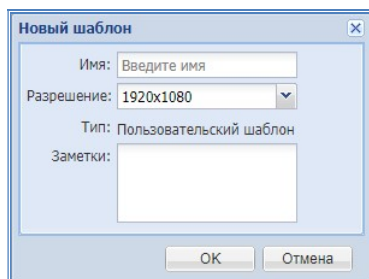 Новый шаблон
Имя: Введите имя
Разрешение: 1920x1080
Тип: Пользовательский шаблон
Заметки:
OK Отмена